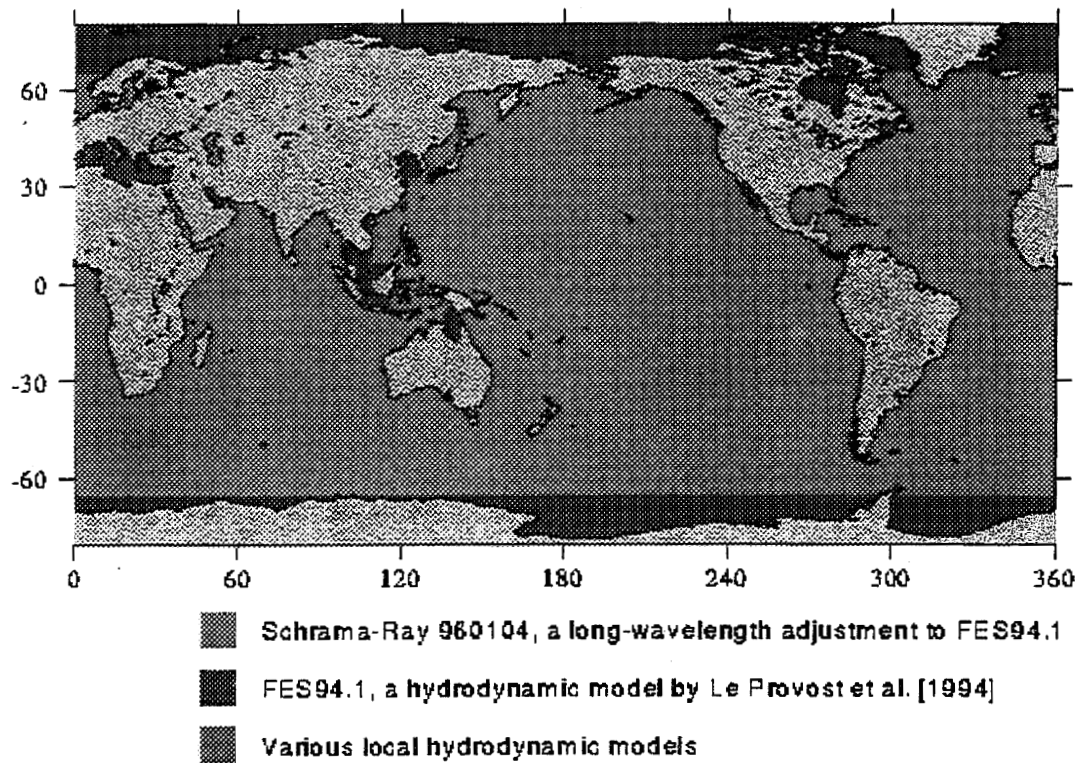 60
30
0
-30
-60
0 60 120 180 240 300 360
Schrama-Ray 960104, a long-wavelength adjustment to FES94.1
FES94.1, a hydrodynamic model by Le Provost et al. [1994]
Various local hydrodynamic models